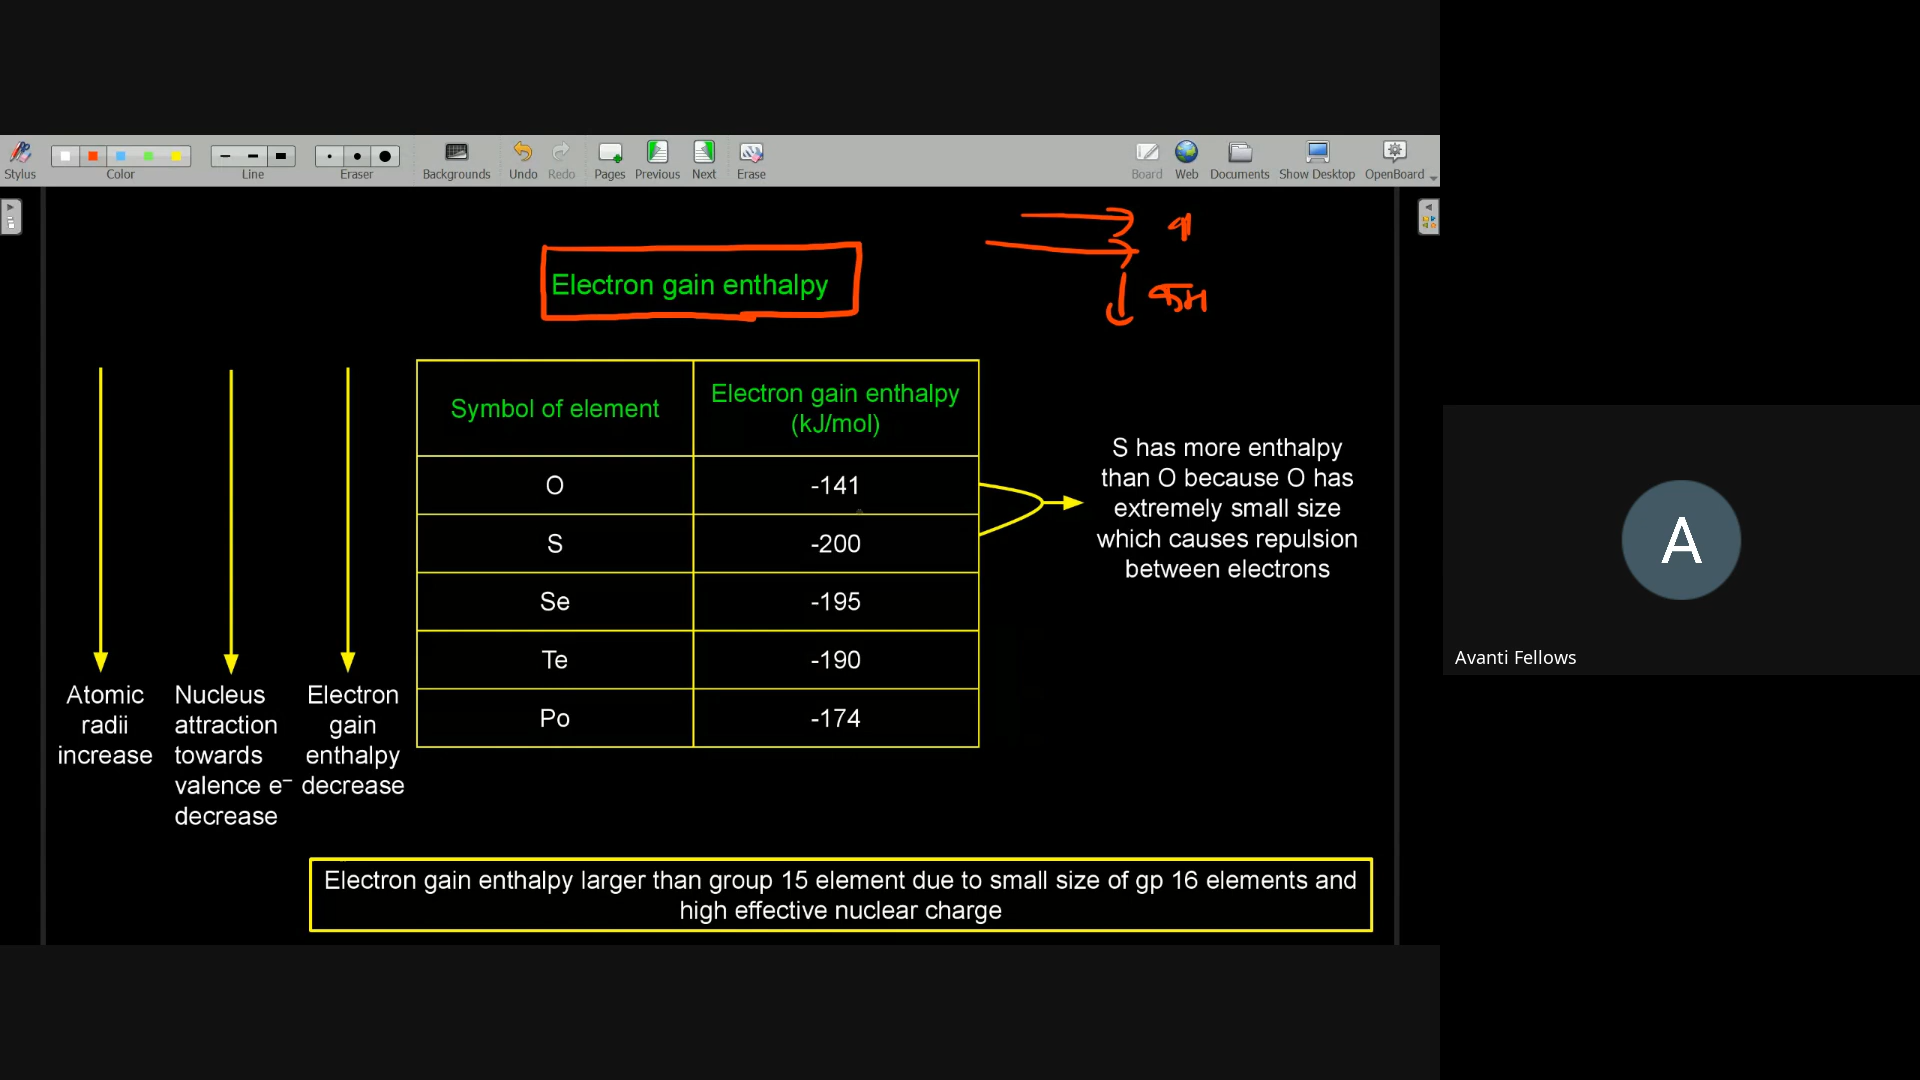 Stylus
Color
Line
Eraser
Backgrounds
Undo
Redo
Pages
Previous
Next
Erase
Board
Web
Documents
Show Desktop
OpenBoard
Electron gain enthalpy
Symbol of element
Electron gain enthalpy
(kJ/mol)
O
-141
S
-200
Se
-195
Te
-190
Po
-174
S has more enthalpy
than O because O has
extremely small size
which causes repulsion
between electrons
Atomic
radii
increase
Nucleus
attraction
towards
valence e⁻
decrease
Electron
gain
enthalpy
decrease
Electron gain enthalpy larger than group 15 element due to small size of gp 16 elements and
high effective nuclear charge
A
Avanti Fellows